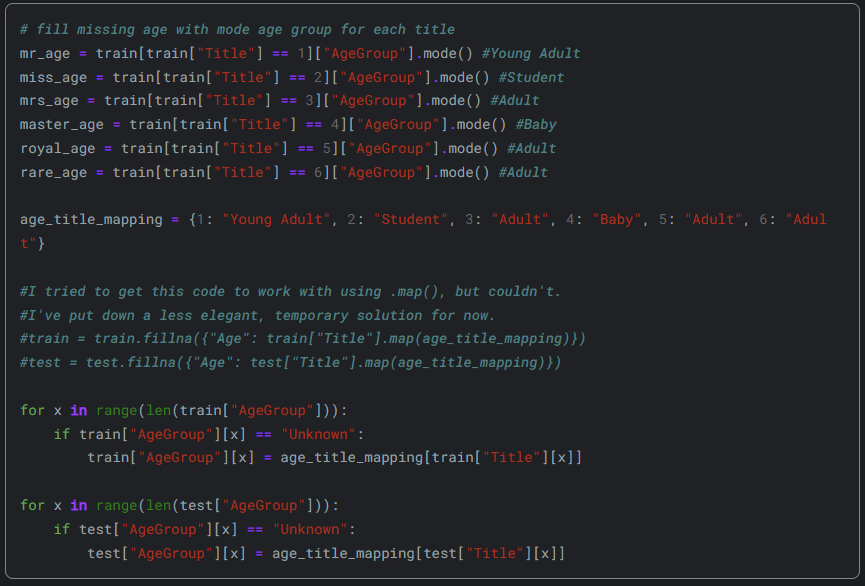 # fill missing age with mode age group for each title
mr_age = train[train["Title"] == 1]["AgeGroup"].mode() #Young Adult
miss_age = train[train["Title"] == 2]["AgeGroup"].mode() #Student
mrs_age = train[train["Title"] == 3]["AgeGroup"].mode() #Adult
master_age = train[train["Title"] == 4]["AgeGroup"].mode() #Baby
royal_age = train[train["Title"] == 5]["AgeGroup"].mode() #Adult
rare_age = train[train["Title"] == 6]["AgeGroup"].mode() #Adult

age_title_mapping = {1: "Young Adult", 2: "Student", 3: "Adult", 4: "Baby", 5: "Adult", 6: "Adul
t"}

#I tried to get this code to work with using .map(), but couldn't.
#I've put down a less elegant, temporary solution for now.
#train = train.fillna({"Age": train["Title"].map(age_title_mapping)})
#test = test.fillna({"Age": test["Title"].map(age_title_mapping)})

for x in range(len(train["AgeGroup"])):
    if train["AgeGroup"][x] == "Unknown":
        train["AgeGroup"][x] = age_title_mapping[train["Title"][x]]

for x in range(len(test["AgeGroup"])):
    if test["AgeGroup"][x] == "Unknown":
        test["AgeGroup"][x] = age_title_mapping[test["Title"][x]]